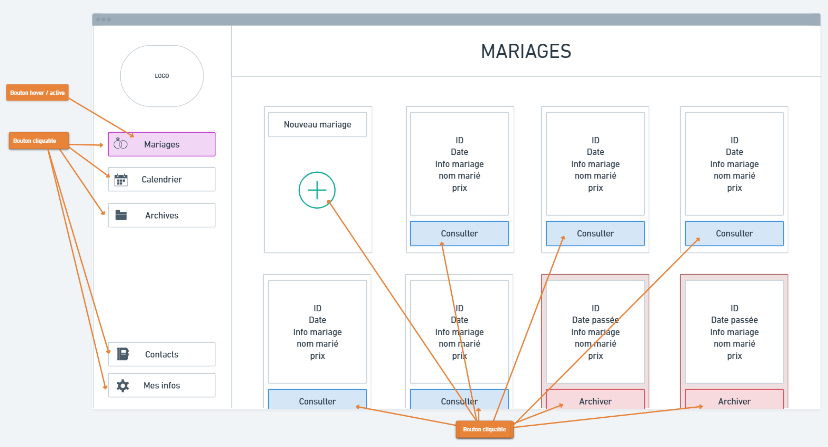 MARIAGES
LOGO
Bouton hover / active
Bouton cliquable
Mariages
Calendrier
Archives
Contacts
Mes infos
Nouveau mariage
ID
Date
Info mariage
nom marié
prix
Consulter
ID
Date
Info mariage
nom marié
prix
Consulter
ID
Date
Info mariage
nom marié
prix
Consulter
ID
Date
Info mariage
nom marié
prix
Consulter
ID
Date
Info mariage
nom marié
prix
Consulter
ID
Date passée
Info mariage
nom marié
prix
Archiver
ID
Date passée
Info mariage
nom marié
prix
Archiver
Bouton cliquable